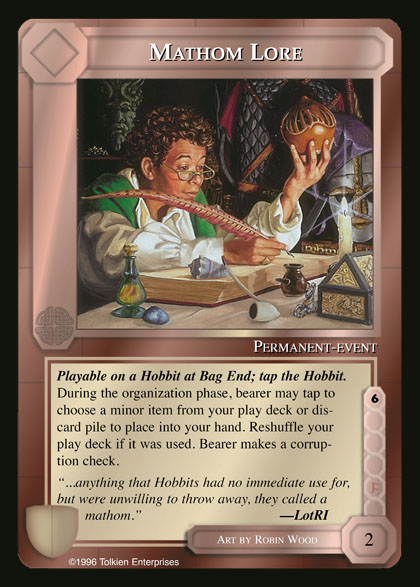 MATHOM LORE
PERMANENT-EVENT
Playable on a Hobbit at Bag End; tap the Hobbit.
During the organization phase, bearer may tap to
choose a minor item from your play deck or dis-
card pile to place into your hand. Reshuffle your
play deck if it was used. Bearer makes a corrup-
tion check.
6
“...anything that Hobbits had no immediate use for,
but were unwilling to throw away, they called a
mathom.” —LotRI
ART BY ROBIN WOOD
2
©1996 Tolkien Enterprises